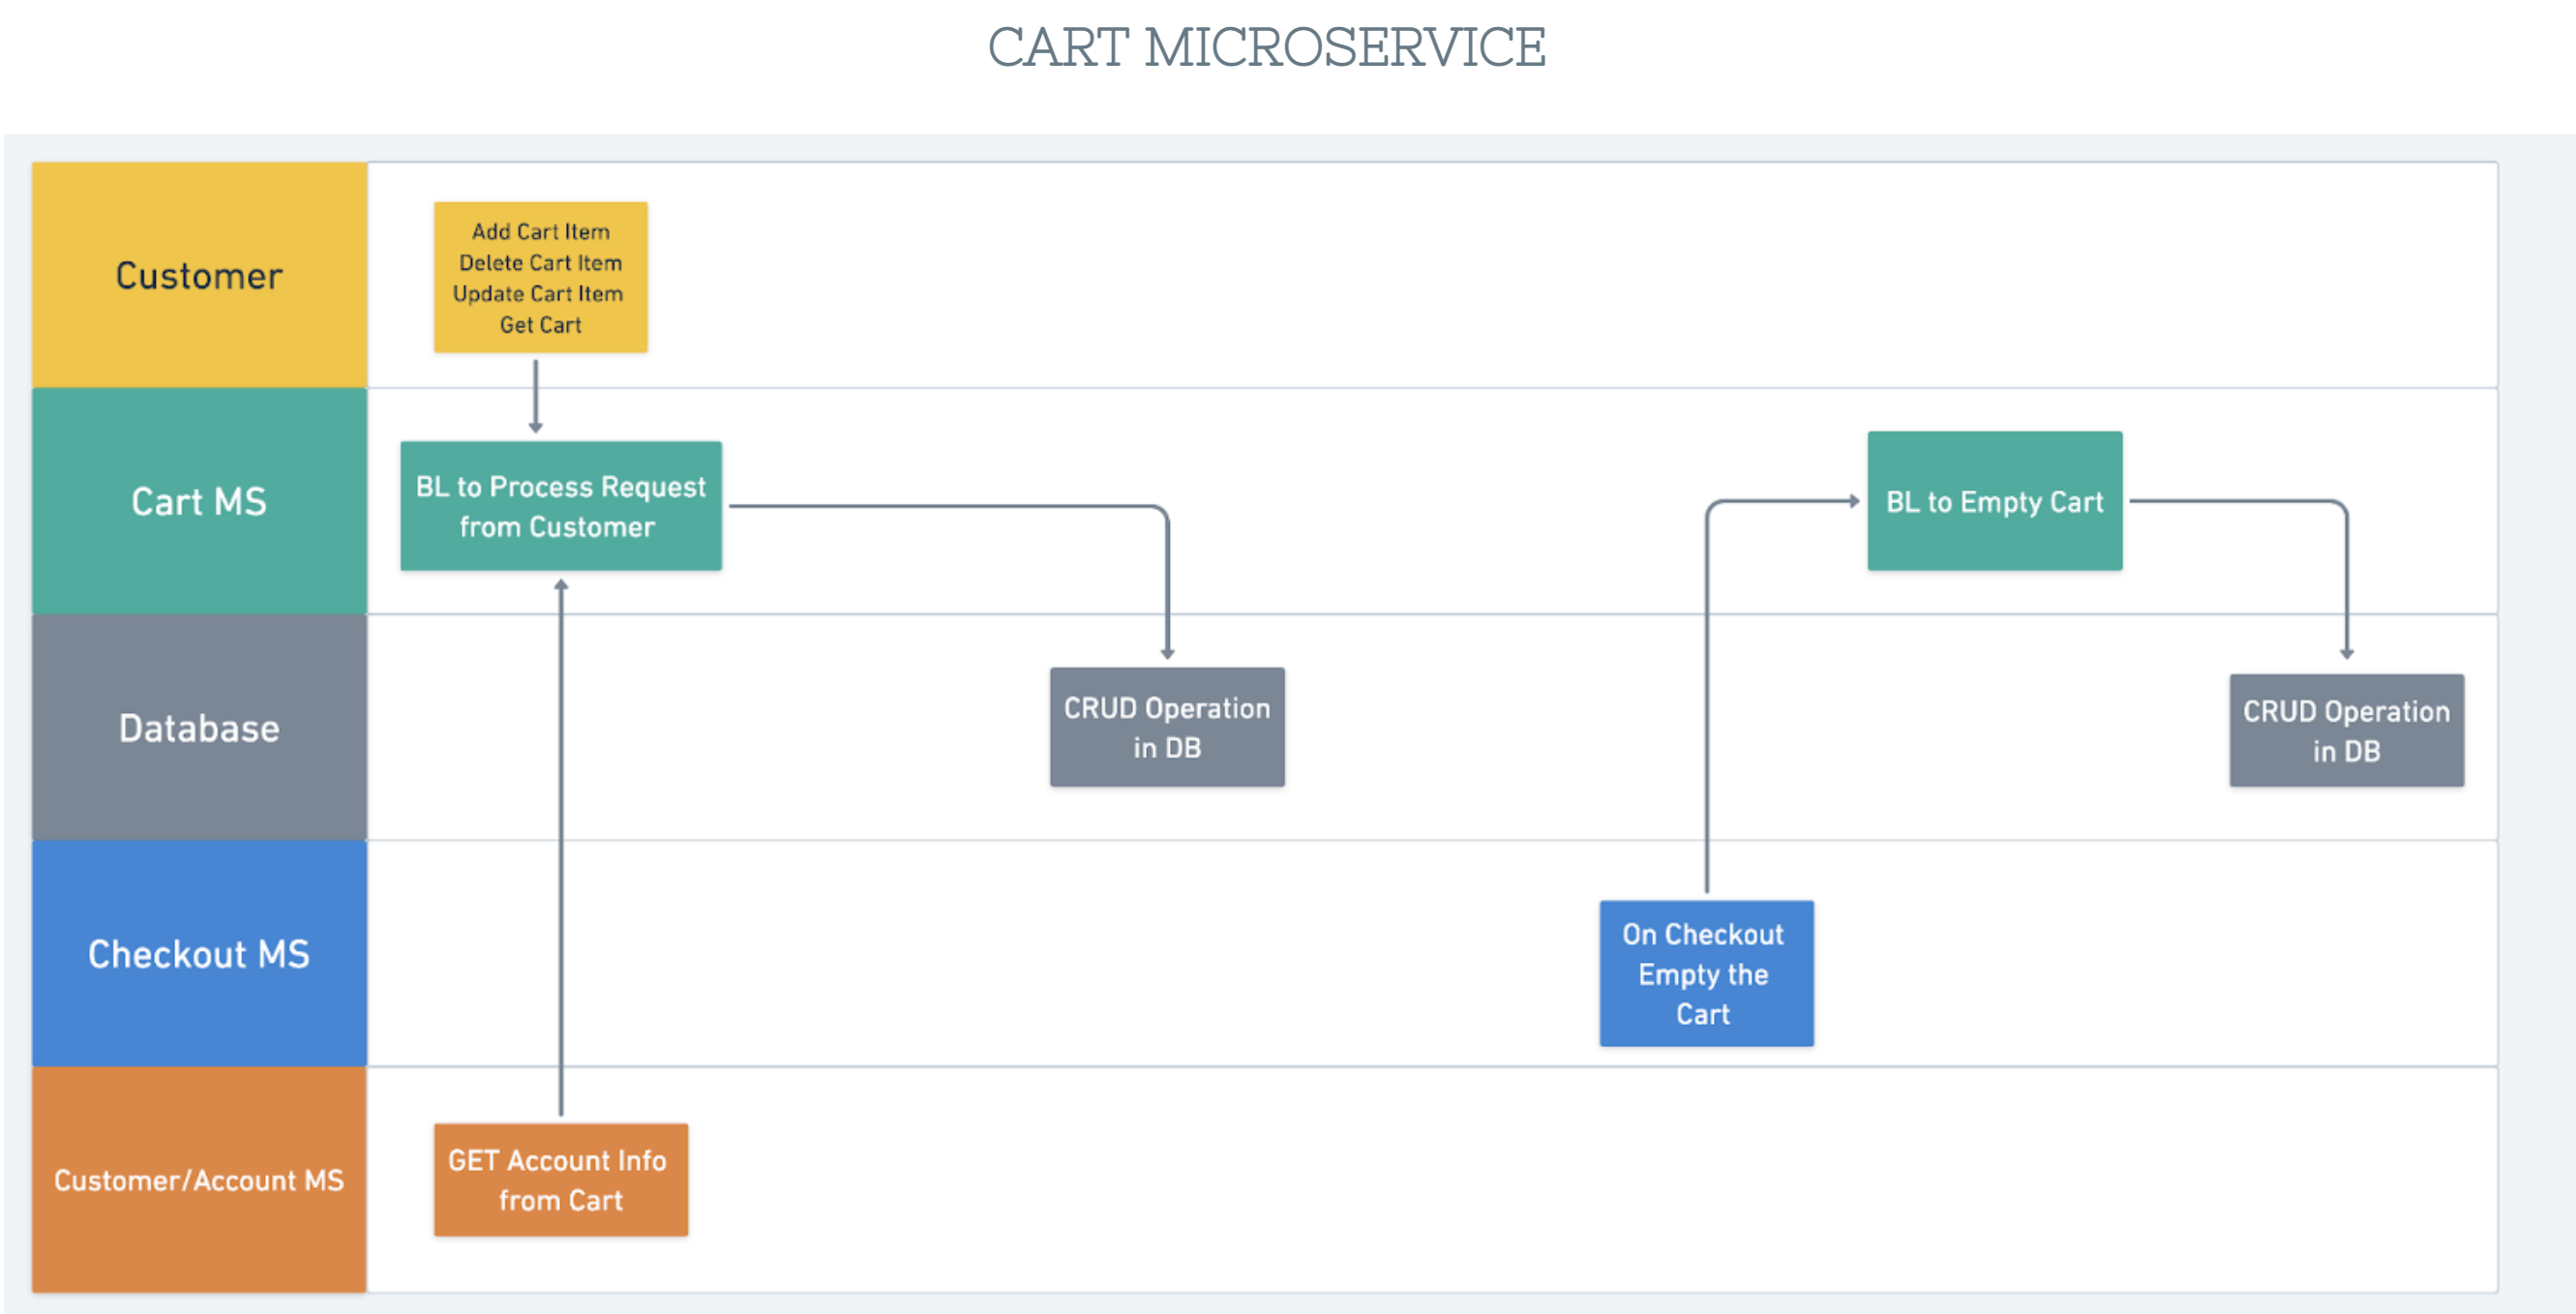 CART MICROSERVICE
Customer
Add Cart Item
Delete Cart Item
Update Cart Item
Get Cart
Cart MS
BL to Process Request
from Customer
BL to Empty Cart
Database
CRUD Operation
in DB
CRUD Operation
in DB
Checkout MS
On Checkout
Empty the
Cart
Customer/Account MS
GET Account Info
from Cart